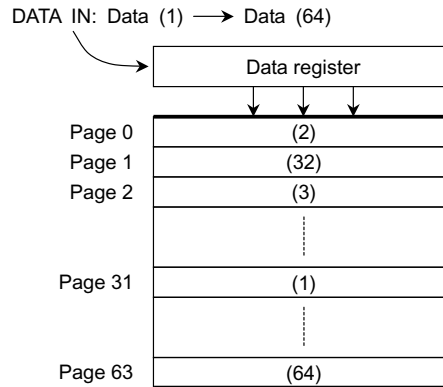 DATA IN: Data (1) ⟶ Data (64)
Data register
Page 0 (2)
Page 1 (32)
Page 2 (3)
Page 31 (1)
Page 63 (64)